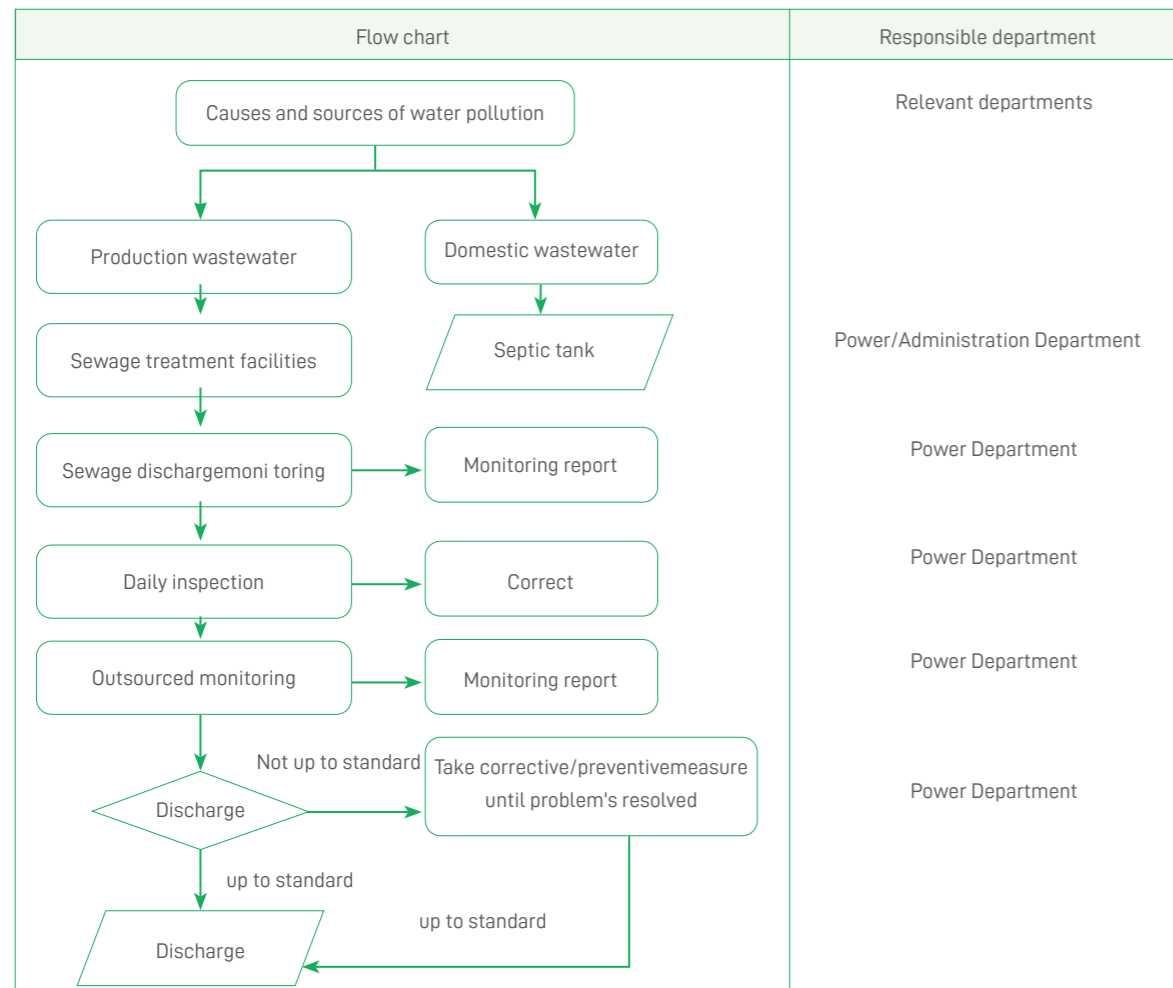 Flow chart
Responsible department
Causes and sources of water pollution
Relevant departments
Production wastewater
Domestic wastewater
Sewage treatment facilities
Septic tank
Power/Administration Department
Sewage dischargemoni toring
Monitoring report
Power Department
Daily inspection
Correct
Power Department
Outsourced monitoring
Monitoring report
Power Department
Not up to standard
Take corrective/preventivemeasure
until problem's resolved
Discharge
Power Department
up to standard
up to standard
Discharge